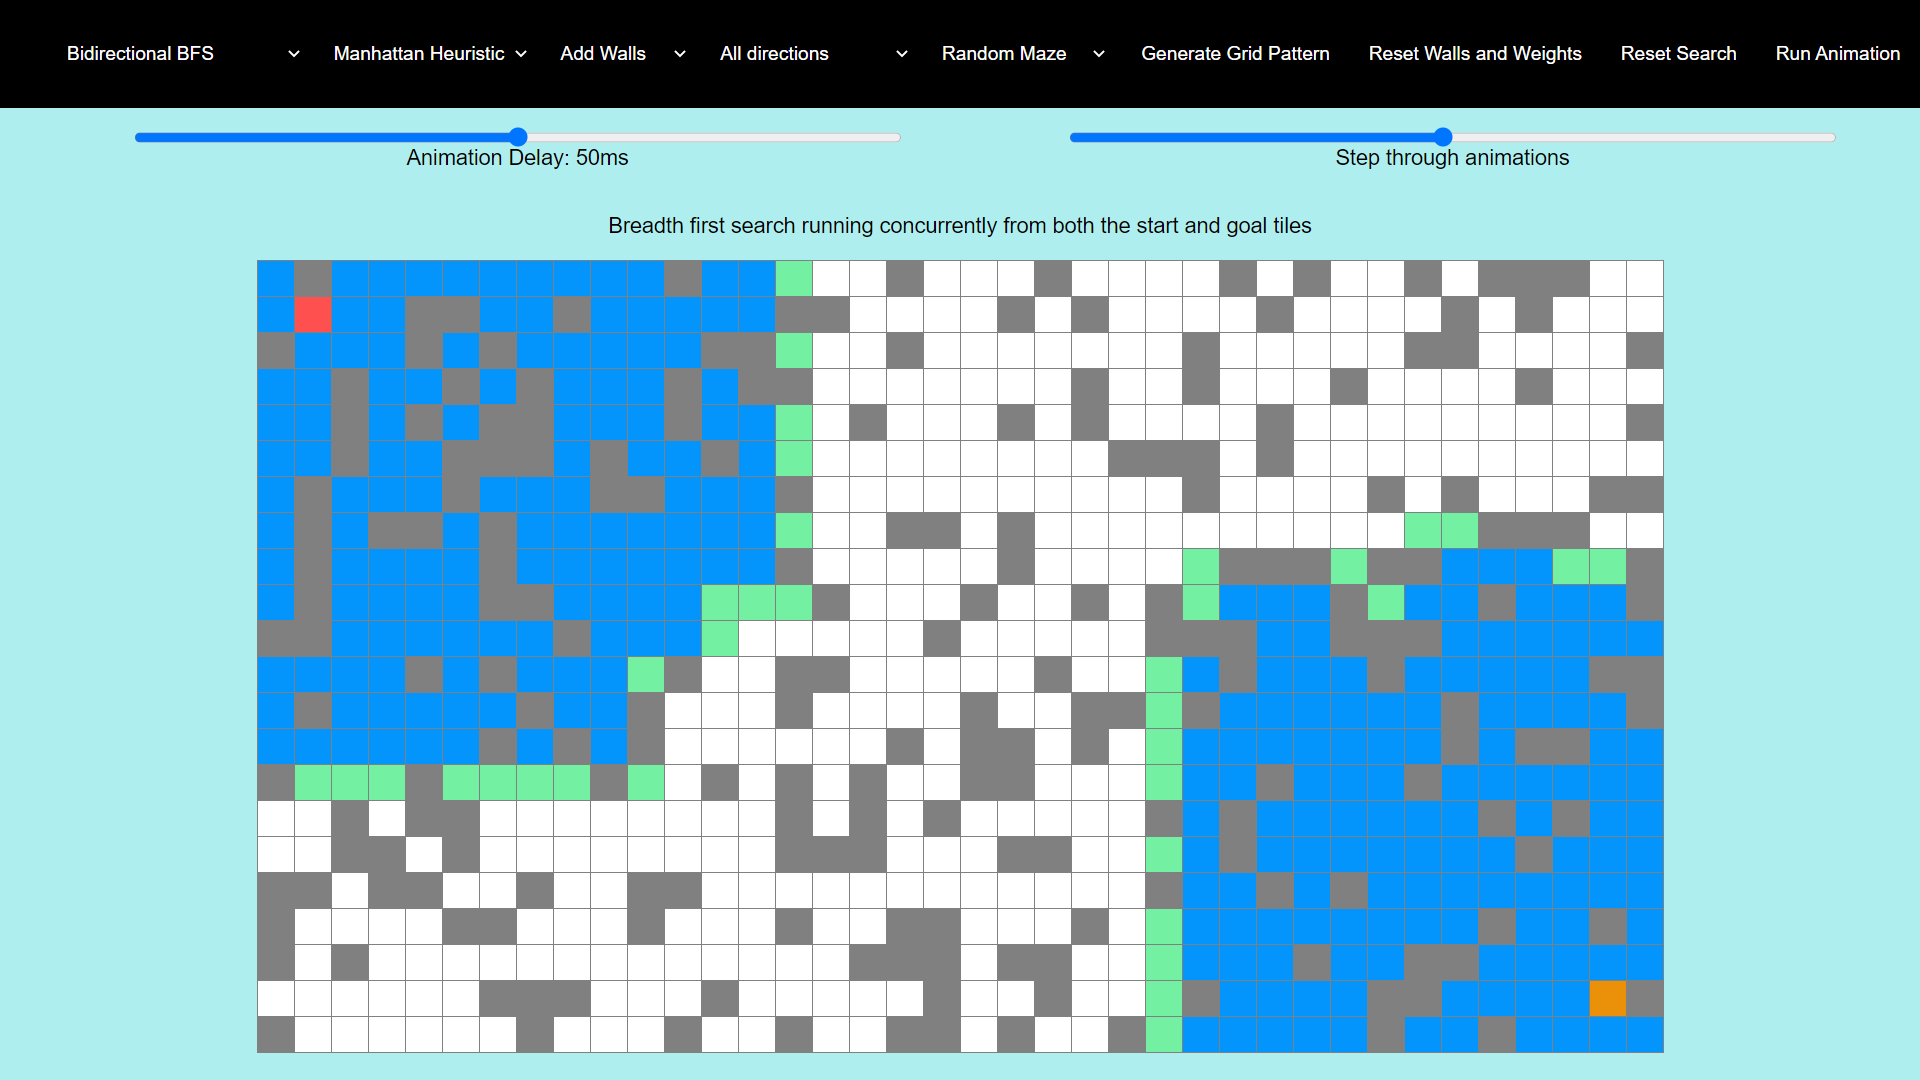 Bidirectional BFS Manhattan Heuristic Add Walls All directions Random Maze Generate Grid Pattern Reset Walls and Weights Reset Search Run Animation
Animation Delay: 50ms Step through animations
Breadth first search running concurrently from both the start and goal tiles